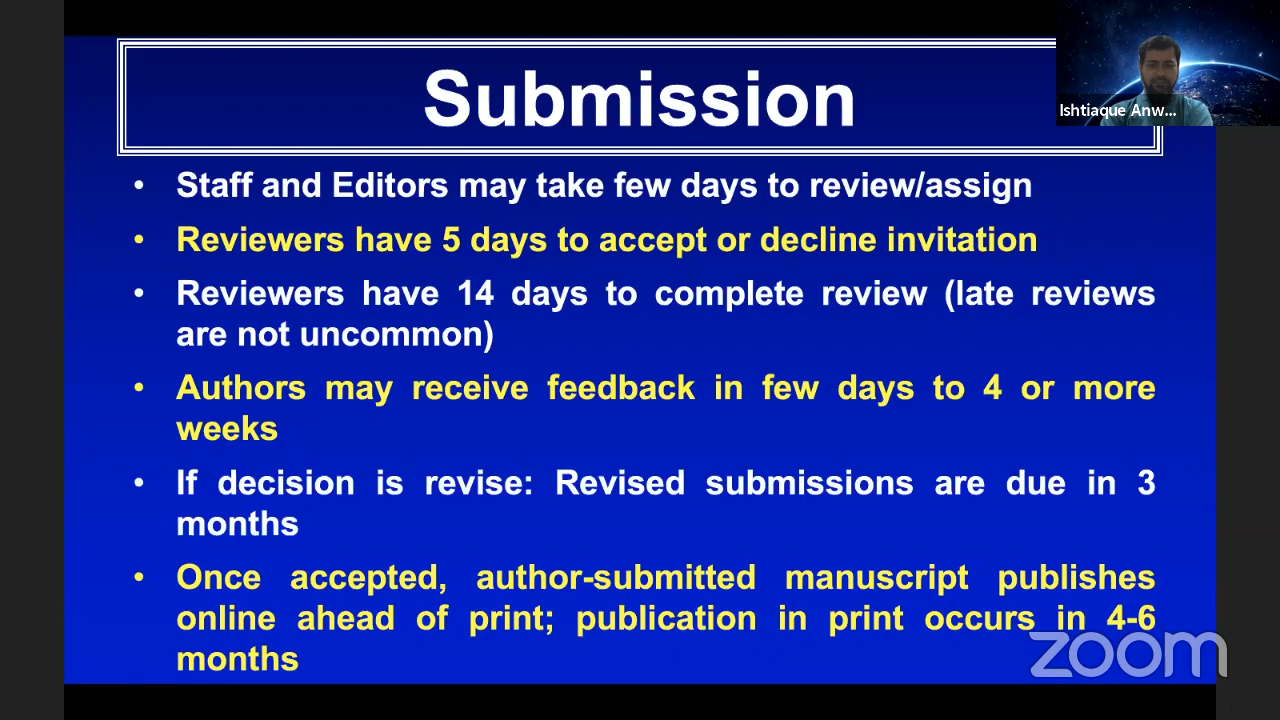 Submission
Ishtiaque Anw...
• Staff and Editors may take few days to review/assign
• Reviewers have 5 days to accept or decline invitation
• Reviewers have 14 days to complete review (late reviews
are not uncommon)
• Authors may receive feedback in few days to 4 or more
weeks
• If decision is revise: Revised submissions are due in 3
months
• Once accepted, author-submitted manuscript publishes
online ahead of print; publication in print occurs in 4-6
months
zoom